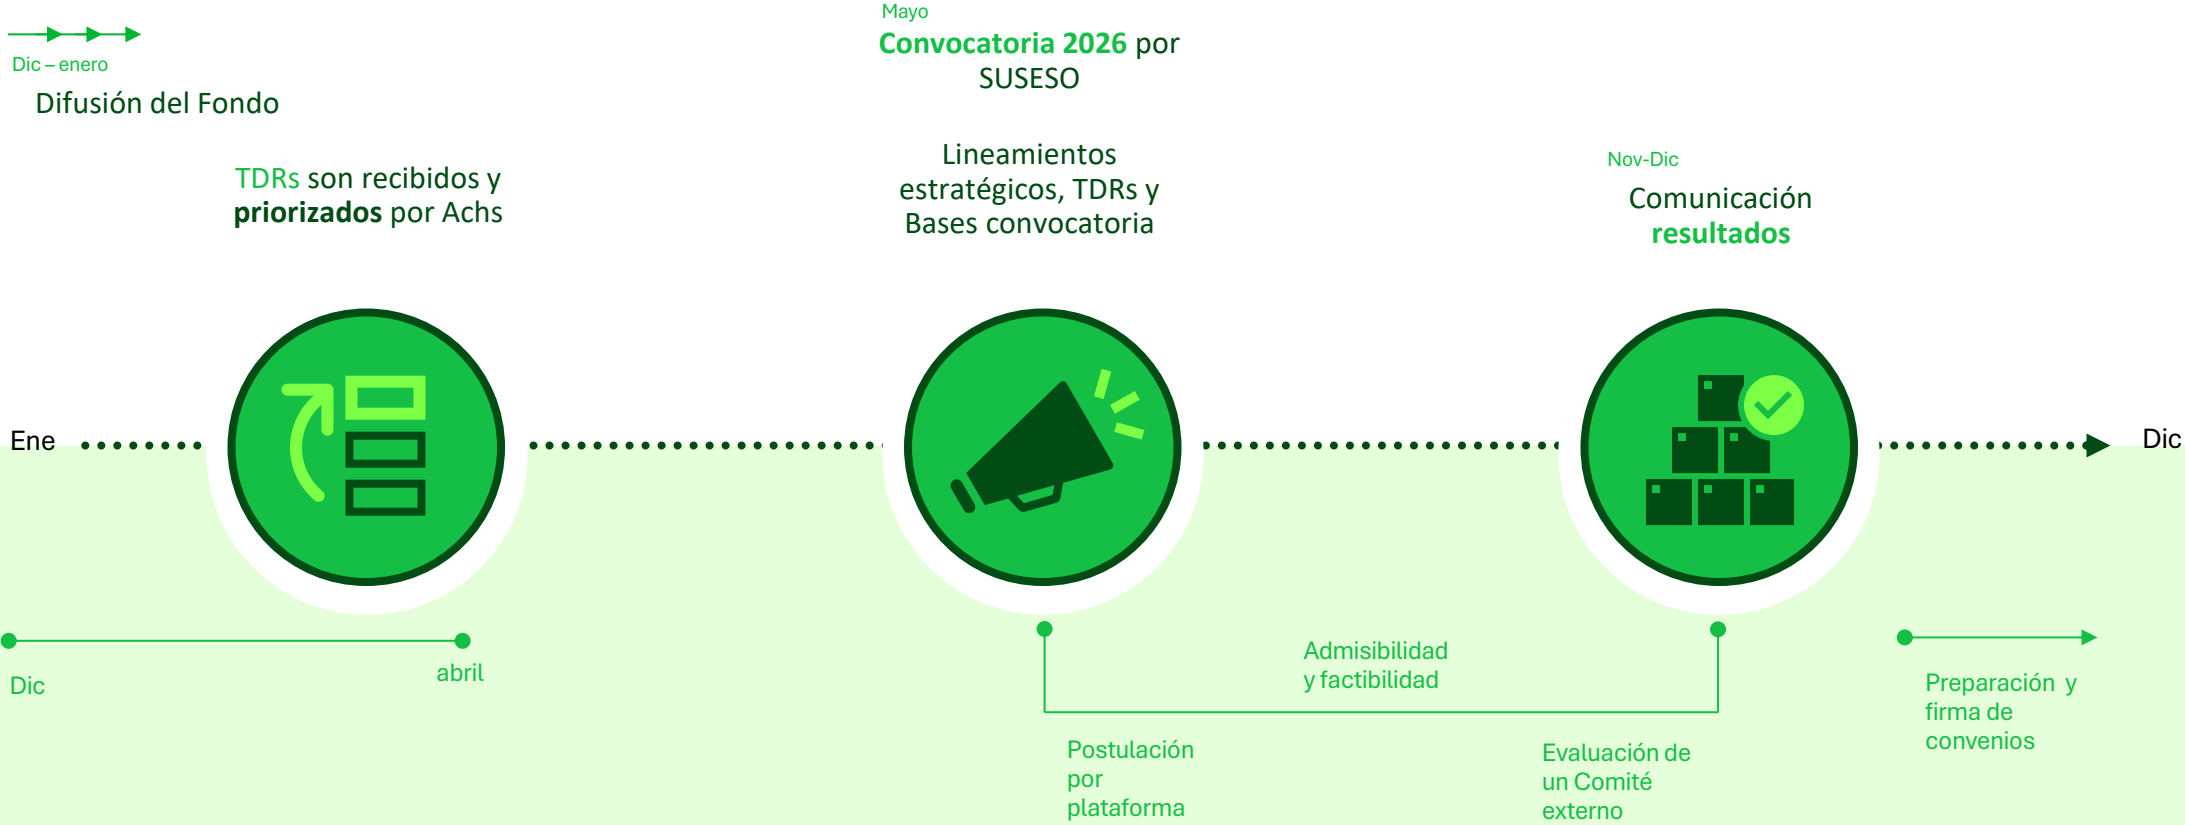 Dic – enero
Difusión del Fondo
TDRs son recibidos y
priorizados por Achs
Mayo
Convocatoria 2026 por
SUSESO
Lineamientos
estratégicos, TDRs y
Bases convocatoria
Nov-Dic
Comunicación
resultados
Ene
Dic
Dic
abril
Admisibilidad
y factibilidad
Postulación
por
plataforma
Evaluación de
un Comité
externo
Preparación y
firma de
convenios